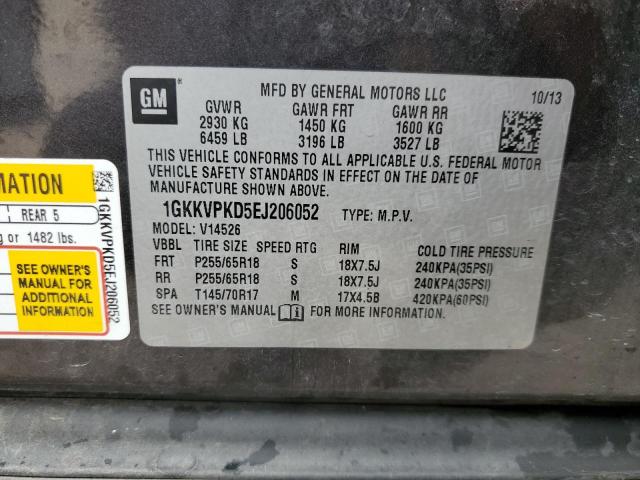 GM
MFD BY GENERAL MOTORS LLC
10/13
GVWR GAWR FRT GAWR RR
2930 KG 1450 KG 1600 KG
6459 LB 3196 LB 3527 LB
THIS VEHICLE CONFORMS TO ALL APPLICABLE U.S. FEDERAL MOTOR
VEHICLE SAFETY STANDARDS IN EFFECT ON THE DATE OF
MANUFACTURE SHOWN ABOVE.
1GKKVPKD5EJ206052 TYPE: M.P.V.
MODEL: V14526
VBBL TIRE SIZE SPEED RTG RIM COLD TIRE PRESSURE
FRT P255/65R18 S 18X7.5J 240KPA(35PSI)
RR P255/65R18 S 18X7.5J 240KPA(35PSI)
SPA T145/70R17 M 17X4.5B 420KPA(60PSI)
SEE OWNER'S MANUAL FOR MORE INFORMATION.
REAR 5
or 1482 lbs.
SEE OWNER'S
MANUAL FOR
ADDITIONAL
INFORMATION
1GKKVPKD5EJ206052